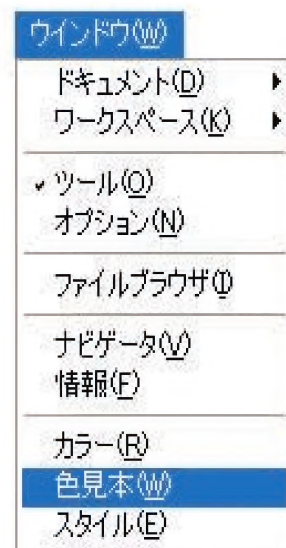 ウインドウ(W)
ドキュメント(D)
ワークスペース(K)
ツール(O)
オプション(N)
ファイルブラウザ(I)
ナビゲータ(V)
情報(F)
カラー(R)
色見本(W)
スタイル(E)